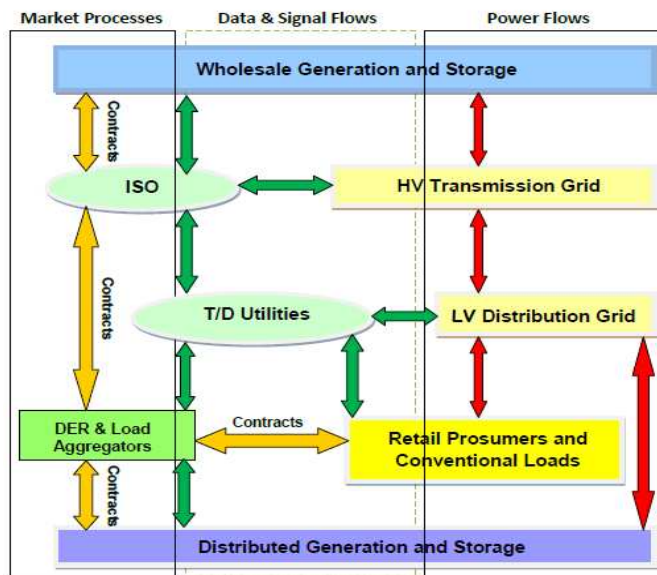 Market Processes
Data & Signal Flows
Power Flows
Wholesale Generation and Storage
Contracts
ISO
HV Transmission Grid
Contracts
T/D Utilities
LV Distribution Grid
DER & Load
Aggregators
Contracts
Retail Prosumers and
Conventional Loads
Contracts
Distributed Generation and Storage